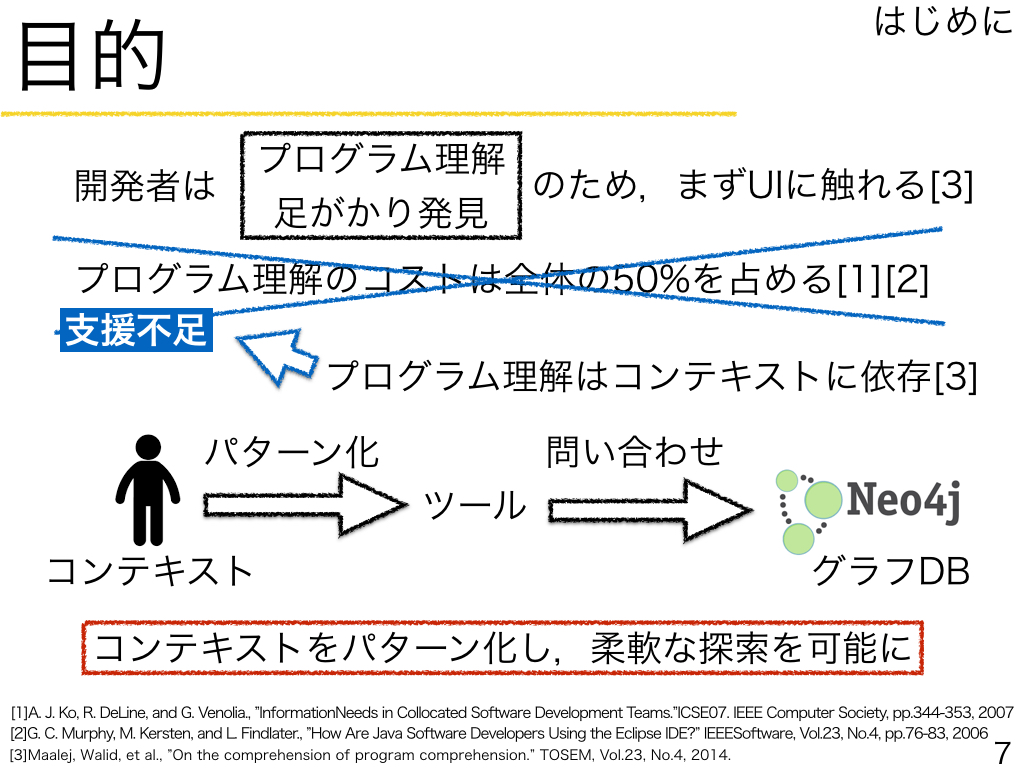 はじめに
目的
開発者は
プログラム理解
足がかり発見
のため，まずUIに触れる[3]
プログラム理解のコストは全体の50%を占める[1][2]
支援不足
プログラム理解はコンテキストに依存[3]
パターン化
問い合わせ
ツール
Neo4j
コンテキスト
グラフDB
コンテキストをパターン化し，柔軟な探索を可能に
[1]A. J. Ko, R. DeLine, and G. Venolia., "InformationNeeds in Collocated Software Development Teams."ICSE07. IEEE Computer Society, pp.344-353, 2007
[2]G. C. Murphy, M. Kersten, and L. Findlater., "How Are Java Software Developers Using the Eclipse IDE?" IEEESoftware, Vol.23, No.4, pp.76-83, 2006
[3]Maalej, Walid, et al., "On the comprehension of program comprehension." TOSEM, Vol.23, No.4, 2014.
7